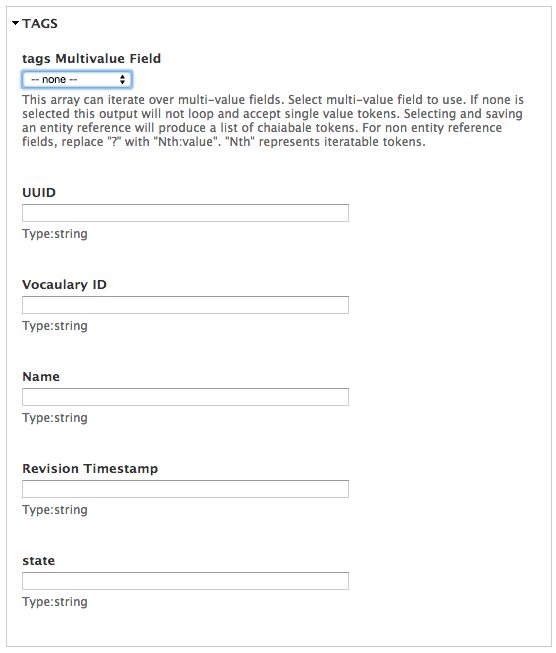 TAGS
tags Multivalue Field
-- none --
This array can iterate over multi-value fields. Select multi-value field to use. If none is
selected this output will not loop and accept single value tokens. Selecting and saving
an entity reference will produce a list of chaiabale tokens. For non entity reference
fields, replace "?" with "Nth:value". "Nth" represents iteratable tokens.
UUID
Type:string
Vocaulary ID
Type:string
Name
Type:string
Revision Timestamp
Type:string
state
Type:string